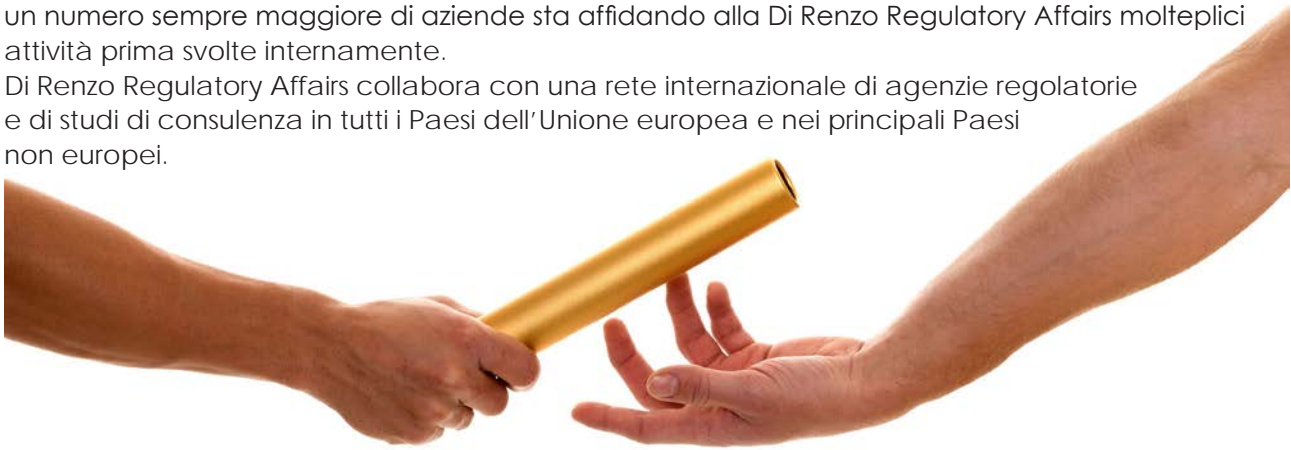 un numero sempre maggiore di aziende sta affidando alla Di Renzo Regulatory Affairs molteplici
attività prima svolte internamente.
Di Renzo Regulatory Affairs collabora con una rete internazionale di agenzie regolatorie
e di studi di consulenza in tutti i Paesi dell'Unione europea e nei principali Paesi
non europei.